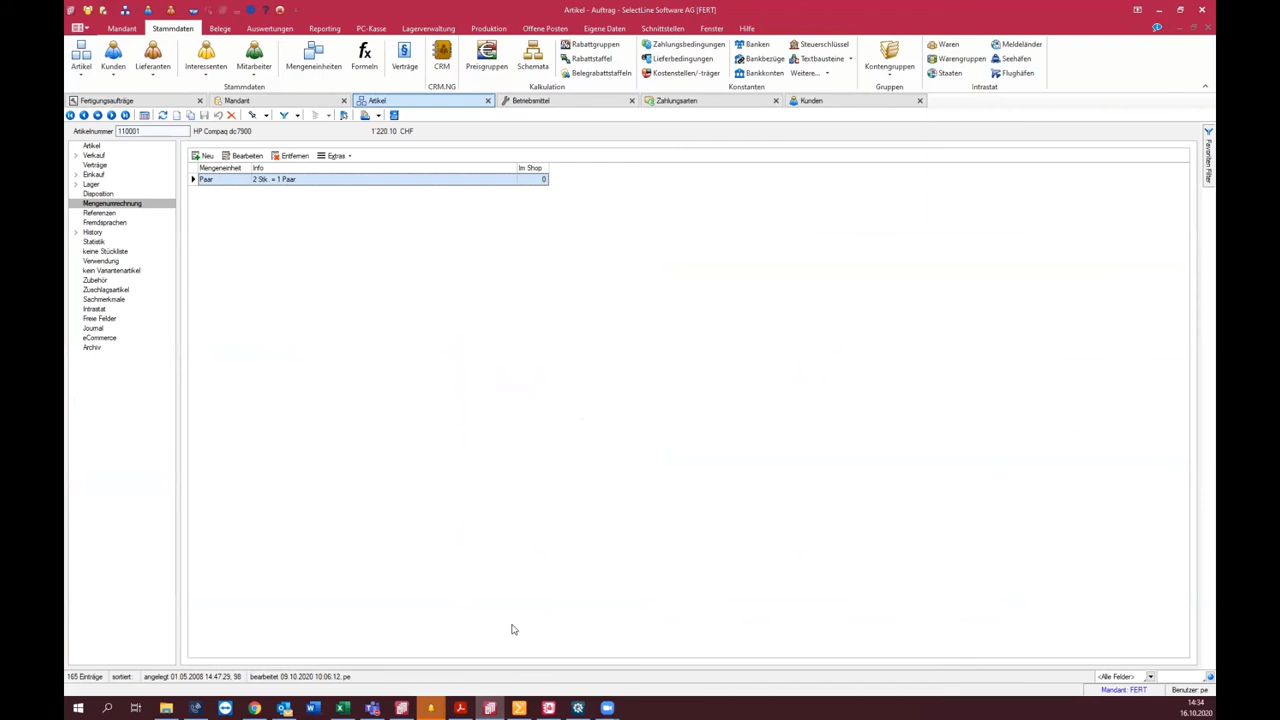 Artikel - Auftrag - SelectLine Software AG [FERT]
Mandant Stammdaten Belege Auswertungen Reporting PC-Kasse Lagerverwaltung Produktion Offene Posten Eigene Daten Schnittstellen Fenster Hilfe
Artikel Kunden Lieferanten Interessenten Mitarbeiter Mengeneinheiten Formeln Verträge CRM Preisgruppen Schemata
Rabattgruppen Zahlungsbedingungen Banken Steuerschlüssel Kontengruppen Waren Meldeländer
Rabattstaffel Lieferbedingungen Bankbezüge Textbausteine Warengruppen Seehäfen
Belegrabattstaffeln Kostenstellen/-träger Bankkonten Weitere... Staaten Flughäfen
Stammdaten CRM.NG Kalkulation Konstanten Gruppen Intrastat
Fertigungsaufträge Mandant Artikel Betriebsmittel Zahlungsarten Kunden
Artikelnummer 110001 HP Compaq dc7900 1'220.10 CHF
Favoriten Filter
Artikel
Verkauf
Verträge
Einkauf
Lager
Disposition
Mengenumrechnung
Referenzen
Fremdsprachen
History
Statistik
keine Stückliste
Verwendung
kein Variantenartikel
Zubehör
Zuschlagsartikel
Sachmerkmale
Intrastat
Freie Felder
Journal
eCommerce
Archiv
Neu Bearbeiten Entfernen Extras
Mengeneinheit Info Im Shop
Paar 2 Stk. = 1 Paar 0
165 Einträge sortiert: angelegt 01.05.2008 14:47:29, 98 bearbeitet 09.10.2020 10:06:12, pe <Alle Felder>
Mandant: FERT Benutzer: pe
14:34
16.10.2020